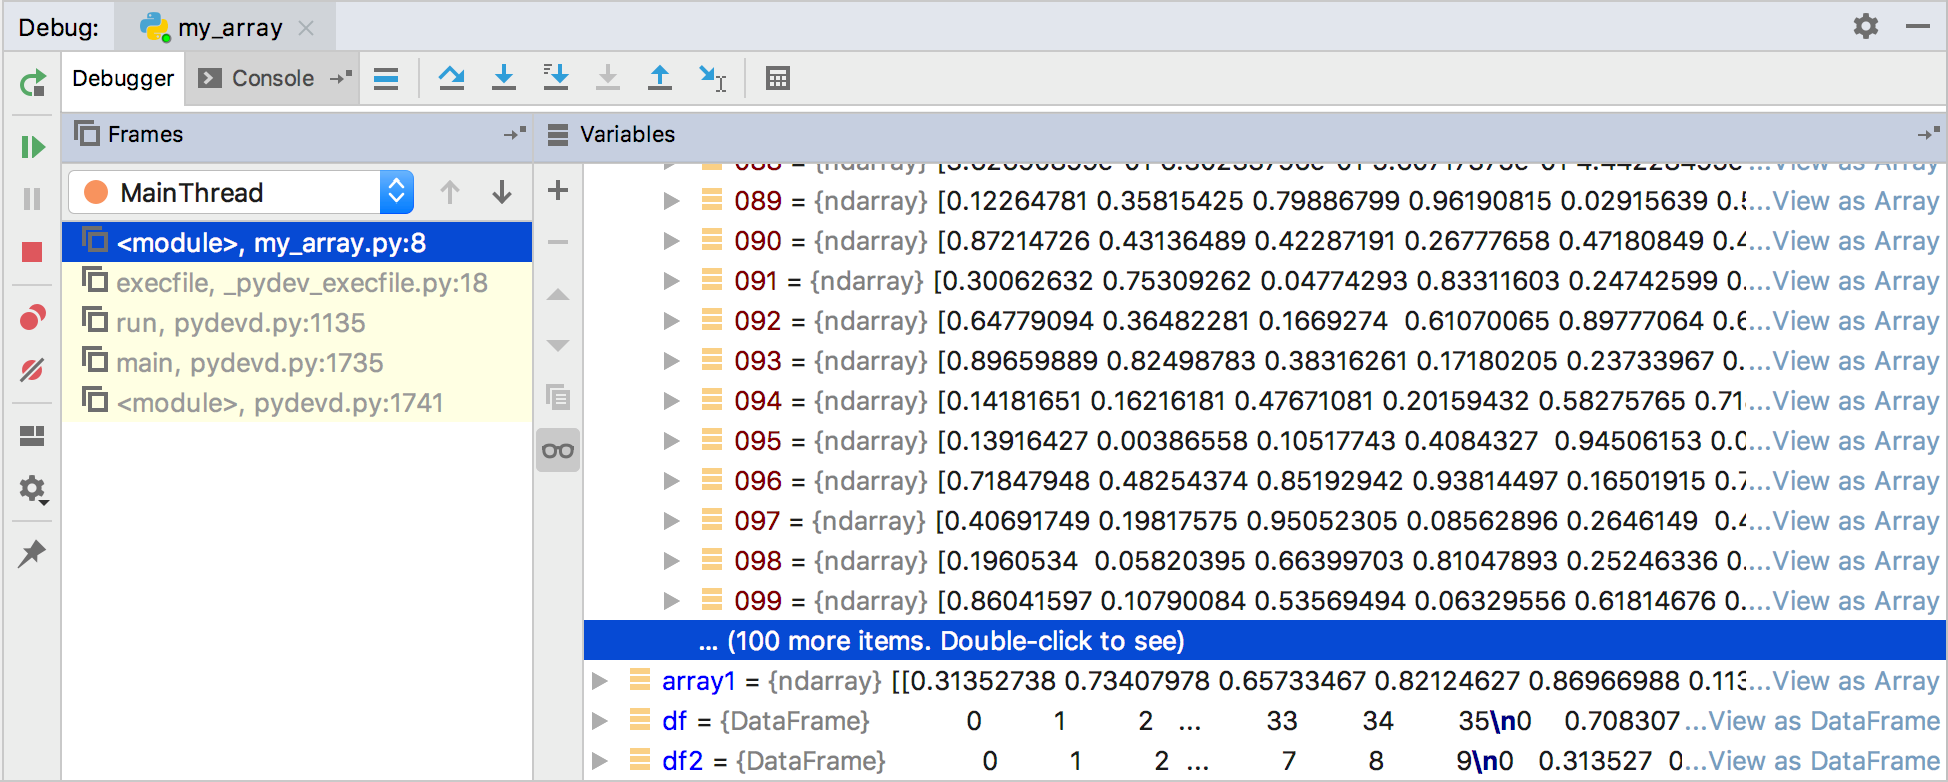 Debug: my_array
Debugger Console
Frames
Variables
MainThread
<module>, my_array.py:8
execfile, _pydev_execfile.py:18
run, pydevd.py:1135
main, pydevd.py:1735
<module>, pydevd.py:1741
...View as Array
089 = {ndarray} [0.12264781 0.35815425 0.79886799 0.96190815 0.02915639 0.5...View as Array
090 = {ndarray} [0.87214726 0.43136489 0.42287191 0.26777658 0.47180849 0.4...View as Array
091 = {ndarray} [0.30062632 0.75309262 0.04774293 0.83311603 0.24742599 0...View as Array
092 = {ndarray} [0.64779094 0.36482281 0.1669274  0.61070065 0.89777064 0.6...View as Array
093 = {ndarray} [0.89659889 0.82498783 0.38316261 0.17180205 0.23733967 0...View as Array
094 = {ndarray} [0.14181651 0.16216181 0.47671081 0.20159432 0.58275765 0.71...View as Array
095 = {ndarray} [0.13916427 0.00386558 0.10517743 0.4084327  0.94506153 0.0...View as Array
096 = {ndarray} [0.71847948 0.48254374 0.85192942 0.93814497 0.16501915 0.7...View as Array
097 = {ndarray} [0.40691749 0.19817575 0.95052305 0.08562896 0.2646149  0.4...View as Array
098 = {ndarray} [0.1960534  0.05820395 0.66399703 0.81047893 0.25246336 0...View as Array
099 = {ndarray} [0.86041597 0.10790084 0.53569494 0.06329556 0.61814676 0...View as Array
... (100 more items. Double-click to see)
array1 = {ndarray} [[0.31352738 0.73407978 0.65733467 0.82124627 0.86966988 0.113...View as Array
df = {DataFrame} 0 1 2 ... 33 34 35\n0 0.708307...View as DataFrame
df2 = {DataFrame} 0 1 2 ... 7 8 9\n0 0.313527 0...View as DataFrame